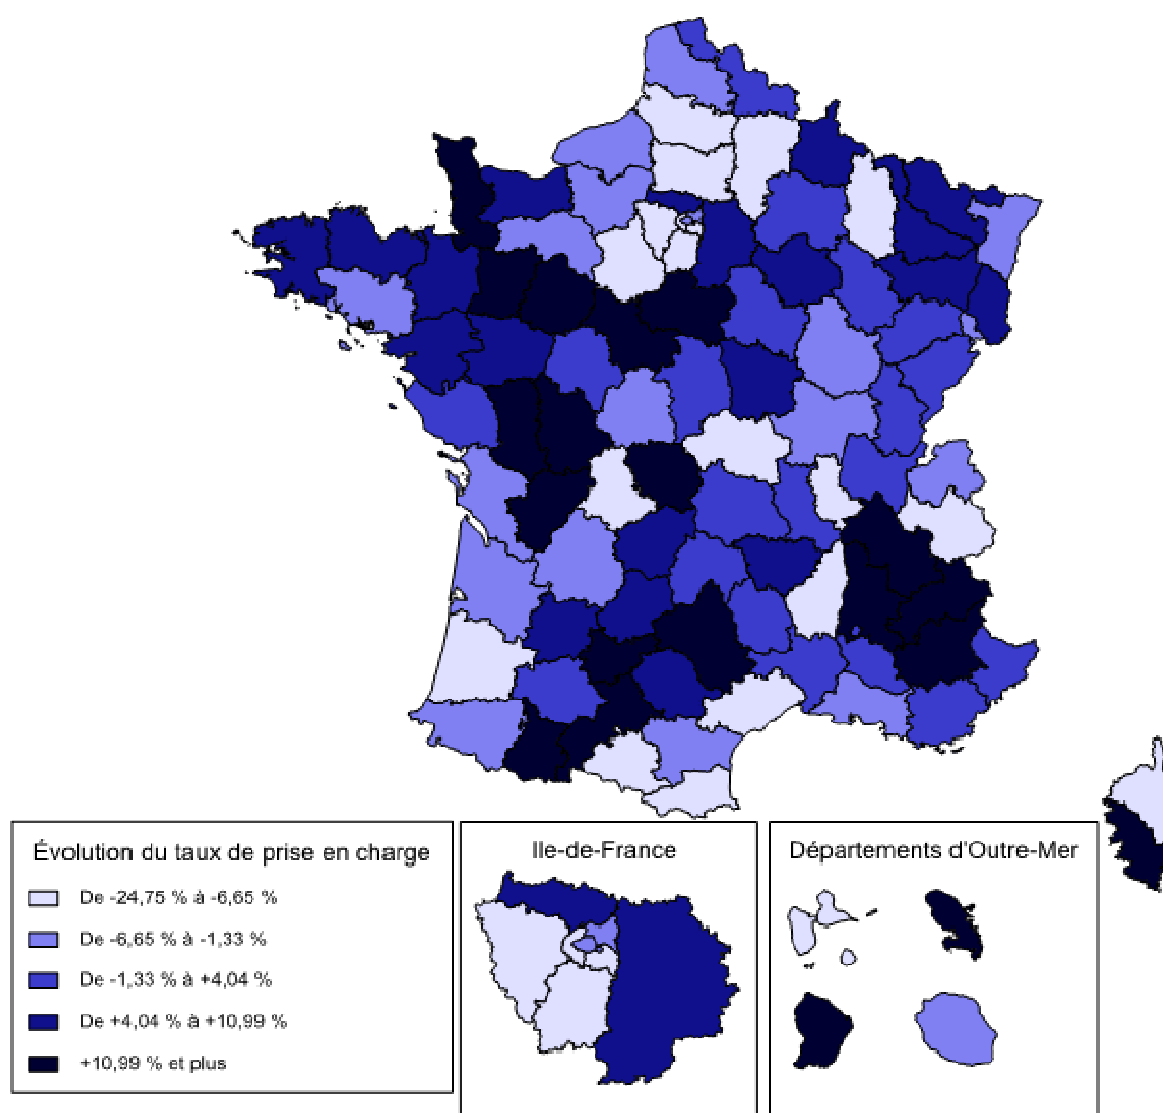 Évolution du taux de prise en charge
De -24,75 % à -6,65 %
De -6,65 % à -1,33 %
De -1,33 % à +4,04 %
De +4,04 % à +10,99 %
+10,99 % et plus
Ile-de-France
Départements d'Outre-Mer